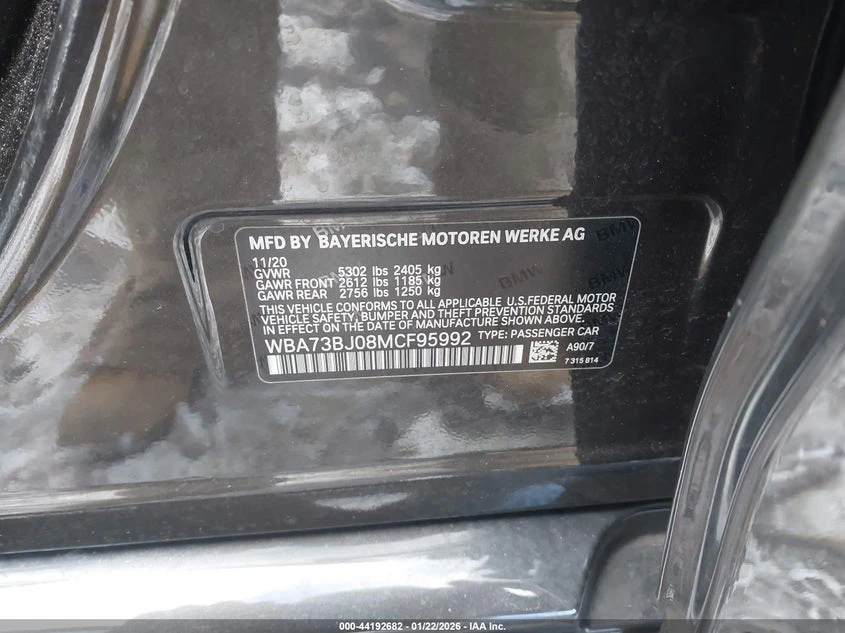 MFD BY BAYERISCHE MOTOREN WERKE AG
11/20
GVWR 5302 lbs 2405 kg
GAWR FRONT 2612 lbs 1185 kg
GAWR REAR 2756 lbs 1250 kg
THIS VEHICLE CONFORMS TO ALL APPLICABLE U.S.FEDERAL MOTOR
VEHICLE SAFETY, BUMPER AND THEFT PREVENTION STANDARDS
IN EFFECT ON THE DATE OF MANUFACTURE SHOWN ABOVE.
WBA73BJ08MCF95992 TYPE: PASSENGER CAR
A90/7
7 315 814
000-44192682 - 01/22/2026 - IAA Inc.